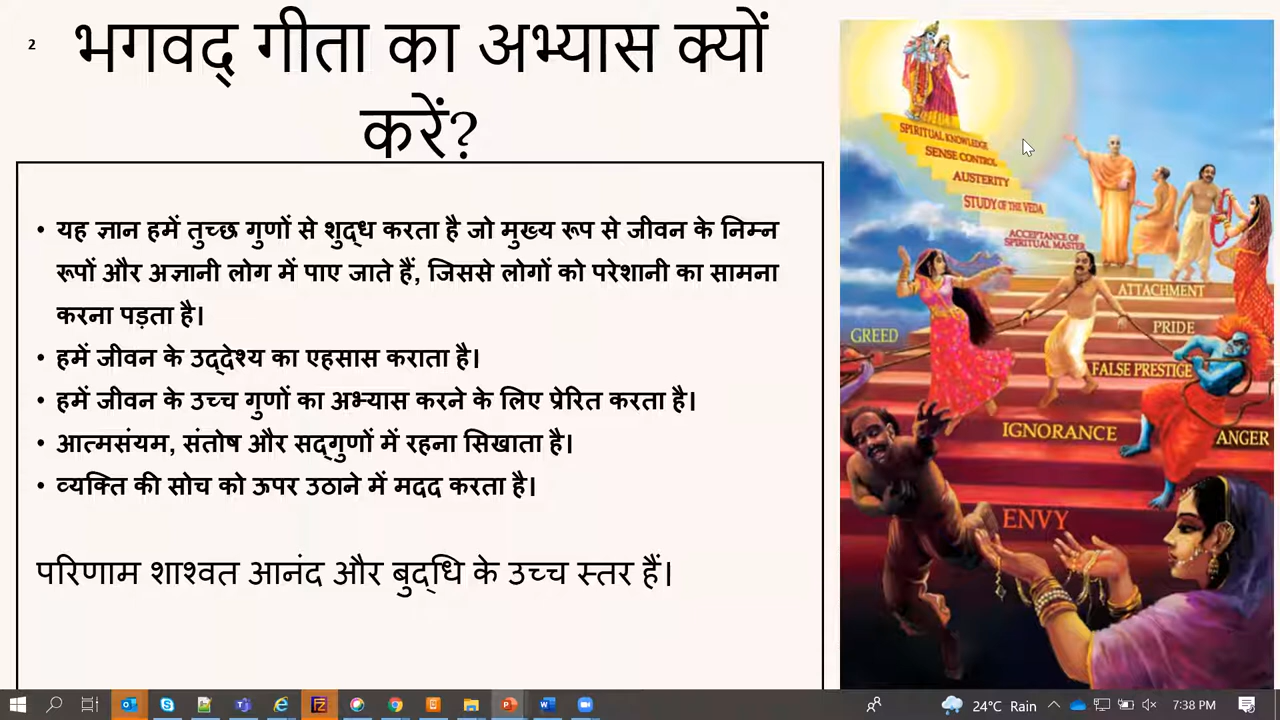 2
भगवद् गीता का अभ्यास क्यों
करें?
• यह ज्ञान हमें तुच्छ गुणों से शुद्ध करता है जो मुख्य रूप से जीवन के निम्न
रूपों और अज्ञानी लोग में पाए जाते हैं, जिससे लोगों को परेशानी का सामना
करना पड़ता है।
• हमें जीवन के उद्देश्य का एहसास कराता है।
• हमें जीवन के उच्च गुणों का अभ्यास करने के लिए प्रेरित करता है।
• आत्मसंयम, संतोष और सद्गुणों में रहना सिखाता है।
• व्यक्ति की सोच को ऊपर उठाने में मदद करता है।
परिणाम शाश्वत आनंद और बुद्धि के उच्च स्तर हैं।
SPIRITUAL KNOWLEDGE
SENSE CONTROL
AUSTERITY
STUDY OF THE VEDA
ACCEPTANCE OF
SPIRITUAL MASTER
ATTACHMENT
PRIDE
GREED
FALSE PRESTIGE
IGNORANCE
ANGER
ENVY
24°C Rain
7:38 PM